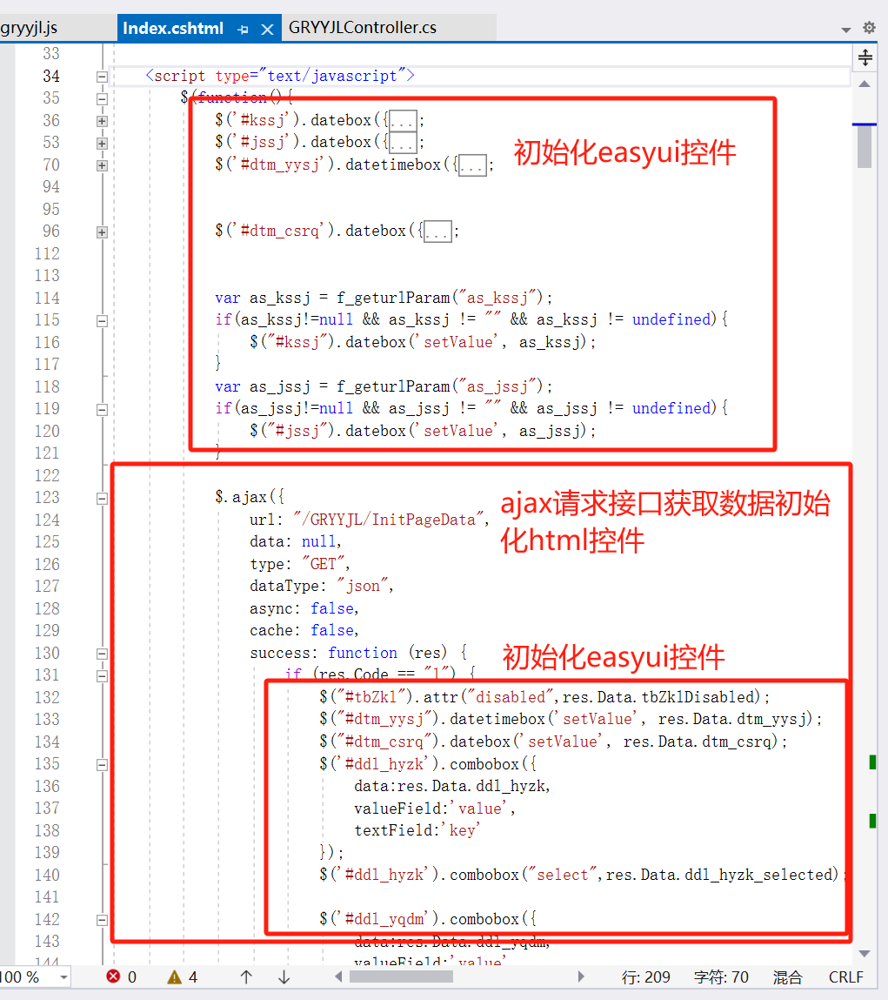 gryyjl.js
Index.cshtml
GRYYJLController.cs
33
34 <script type="text/javascript">
35 $(function(){
36 $('#kssj').datebox({...;
53 $('#jssj').datebox({...;
70 $('#dtm_yysj').datetimebox({...;
初始化easyui控件
94
95
96 $('#dtm_csrq').datebox({...;
112
113
114 var as_kssj = f_geturlParam("as_kssj");
115 if(as_kssj!=null && as_kssj != "" && as_kssj != undefined){
116 $("#kssj").datebox('setValue', as_kssj);
117 }
118 var as_jssj = f_geturlParam("as_jssj");
119 if(as_jssj!=null && as_jssj != "" && as_jssj != undefined){
120 $("#jssj").datebox('setValue', as_jssj);
121 }
122
123 $.ajax({
ajax请求接口获取数据初始
化html控件
124 url: "/GRYYJL/InitPageData",
125 data: null,
126 type: "GET",
127 dataType: "json",
128 async: false,
129 cache: false,
130 success: function (res) {
初始化easyui控件
131 if (res.Code == "1") {
132 $("#tbZkl").attr("disabled",res.Data.tbZklDisabled);
133 $("#dtm_yysj").datetimebox('setValue', res.Data.dtm_yysj);
134 $("#dtm_csrq").datebox('setValue', res.Data.dtm_csrq);
135 $('#ddl_hyzk').combobox({
136 data:res.Data.ddl_hyzk,
137 valueField:'value',
138 textField:'key'
139 });
140 $('#ddl_hyzk').combobox("select",res.Data.ddl_hyzk_selected);
141
142 $('#ddl_yqdm').combobox({
143 data:res.Data.ddl_yqdm,
144 valueField:'value'
100 % 0 4 行: 209 字符: 70 混合 CRLF